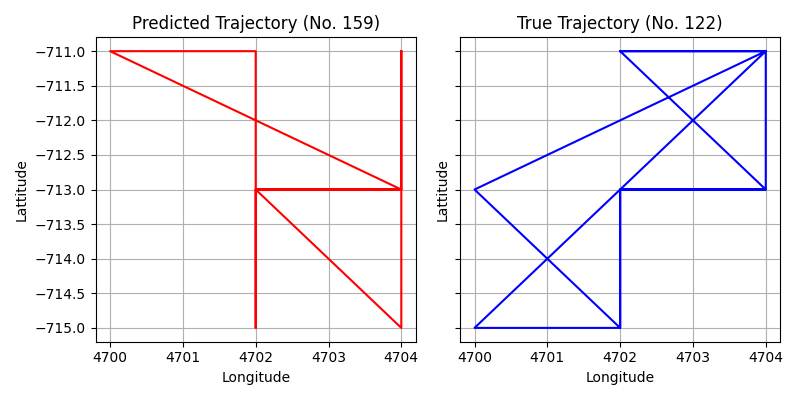 Predicted Trajectory (No. 159)
True Trajectory (No. 122)
−711.0
−711.5
−712.0
−712.5
−713.0
−713.5
−714.0
−714.5
−715.0
Lattitude
Lattitude
4700 4701 4702 4703 4704
4700 4701 4702 4703 4704
Longitude
Longitude